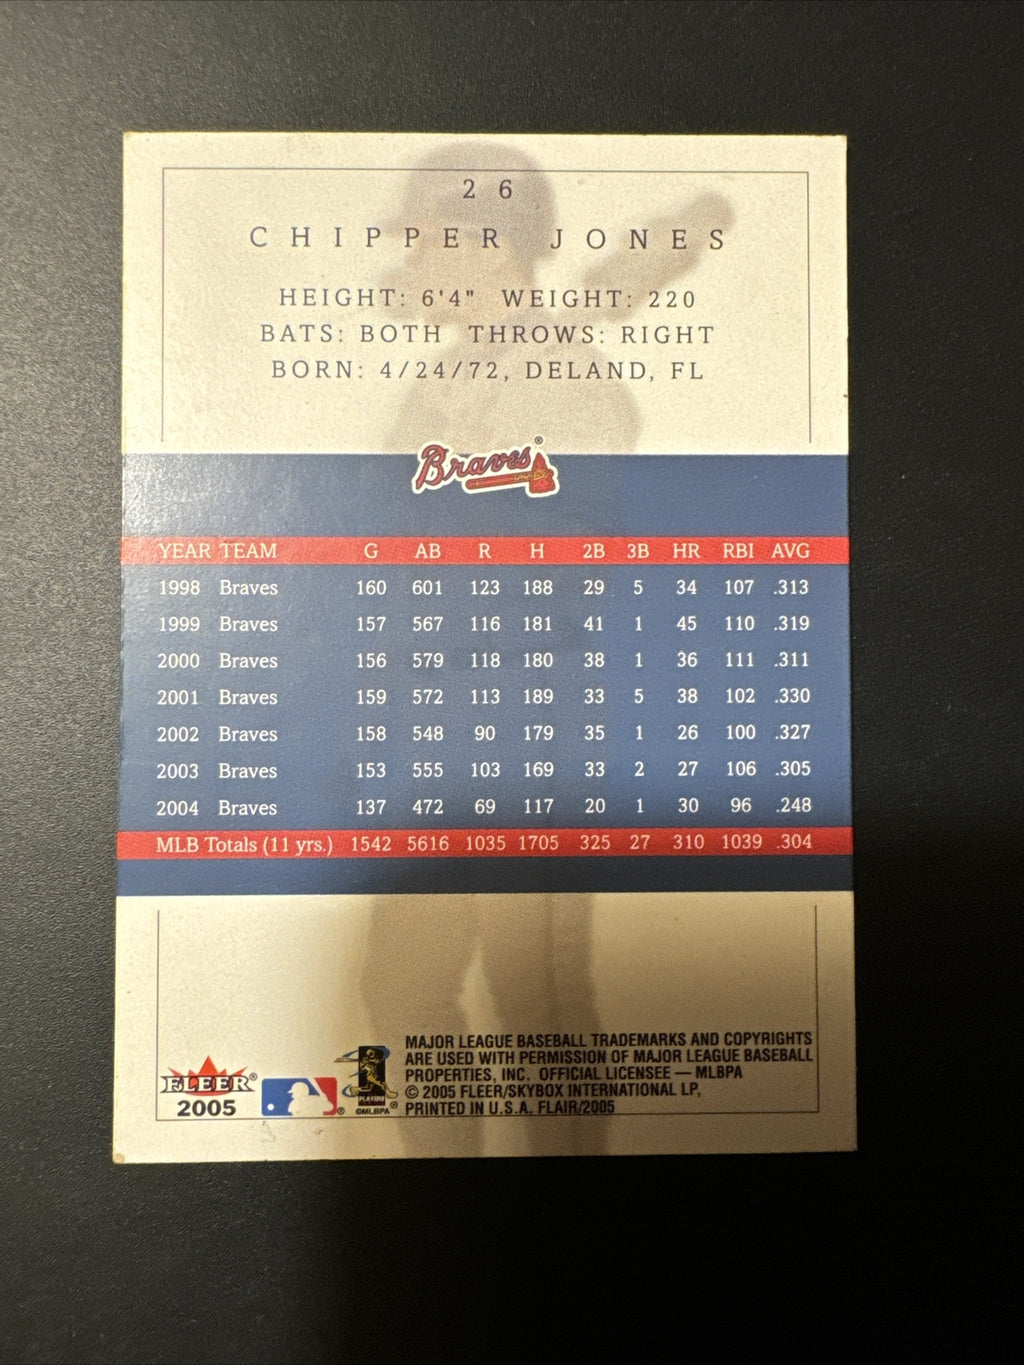 26
CHIPPER JONES
HEIGHT: 6'4" WEIGHT: 220
BATS: BOTH THROWS: RIGHT
BORN: 4/24/72, DELAND, FL
Braves®
YEAR TEAM G AB R H 2B 3B HR RBI AVG
1998 Braves 160 601 123 188 29 5 34 107 .313
1999 Braves 157 567 116 181 41 1 45 110 .319
2000 Braves 156 579 118 180 38 1 36 111 .311
2001 Braves 159 572 113 189 33 5 38 102 .330
2002 Braves 158 548 90 179 35 1 26 100 .327
2003 Braves 153 555 103 169 33 2 27 106 .305
2004 Braves 137 472 69 117 20 1 30 96 .248
MLB Totals (11 yrs.) 1542 5616 1035 1705 325 27 310 1039 .304
MAJOR LEAGUE BASEBALL TRADEMARKS AND COPYRIGHTS
ARE USED WITH PERMISSION OF MAJOR LEAGUE BASEBALL
PROPERTIES, INC. OFFICIAL LICENSEE — MLBPA
© 2005 FLEER/SKYBOX INTERNATIONAL LP,
PRINTED IN U.S.A. FLAIR/2005
FLEER®
2005
®
PLAYERS
®
©MLBPA